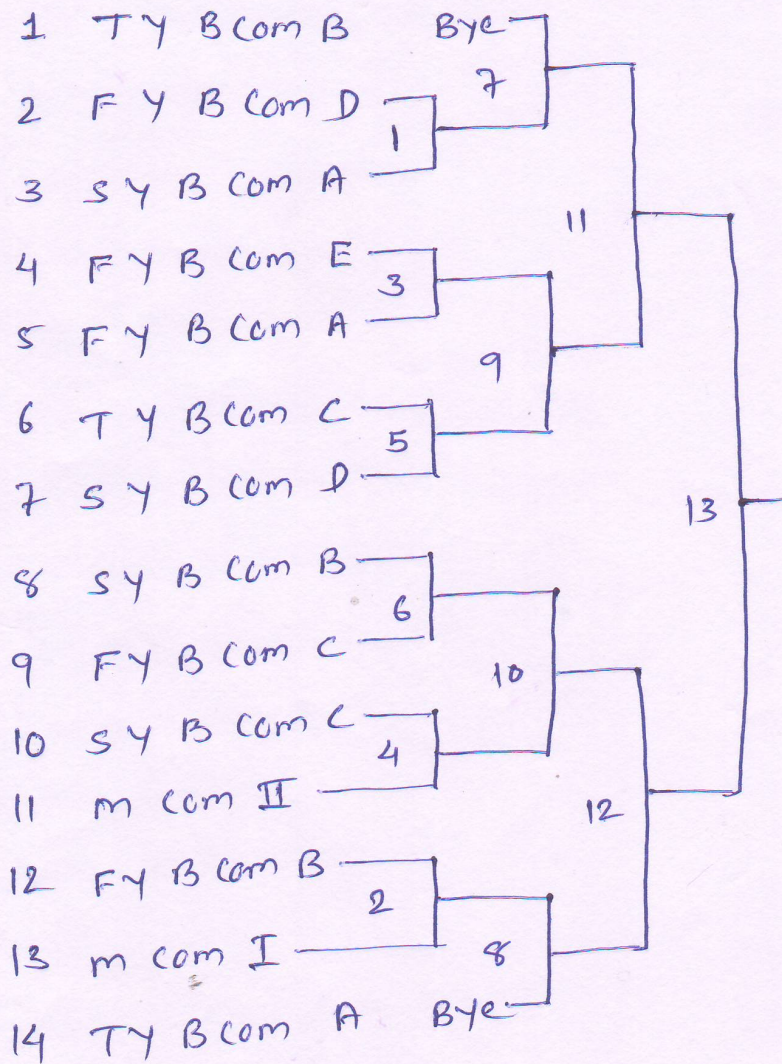 1 T Y B Com B Bye
7
2 F Y B Com D
1
3 S Y B Com A
11
4 F Y B Com E
3
5 F Y B Com A
9
6 T Y B Com C
5
7 S Y B Com D
13
8 S Y B Com B
6
9 F Y B Com C
10
10 S Y B Com C
4
11 m com II
12
12 F Y B Com B
2
13 m com I
8
14 T Y B Com A Bye